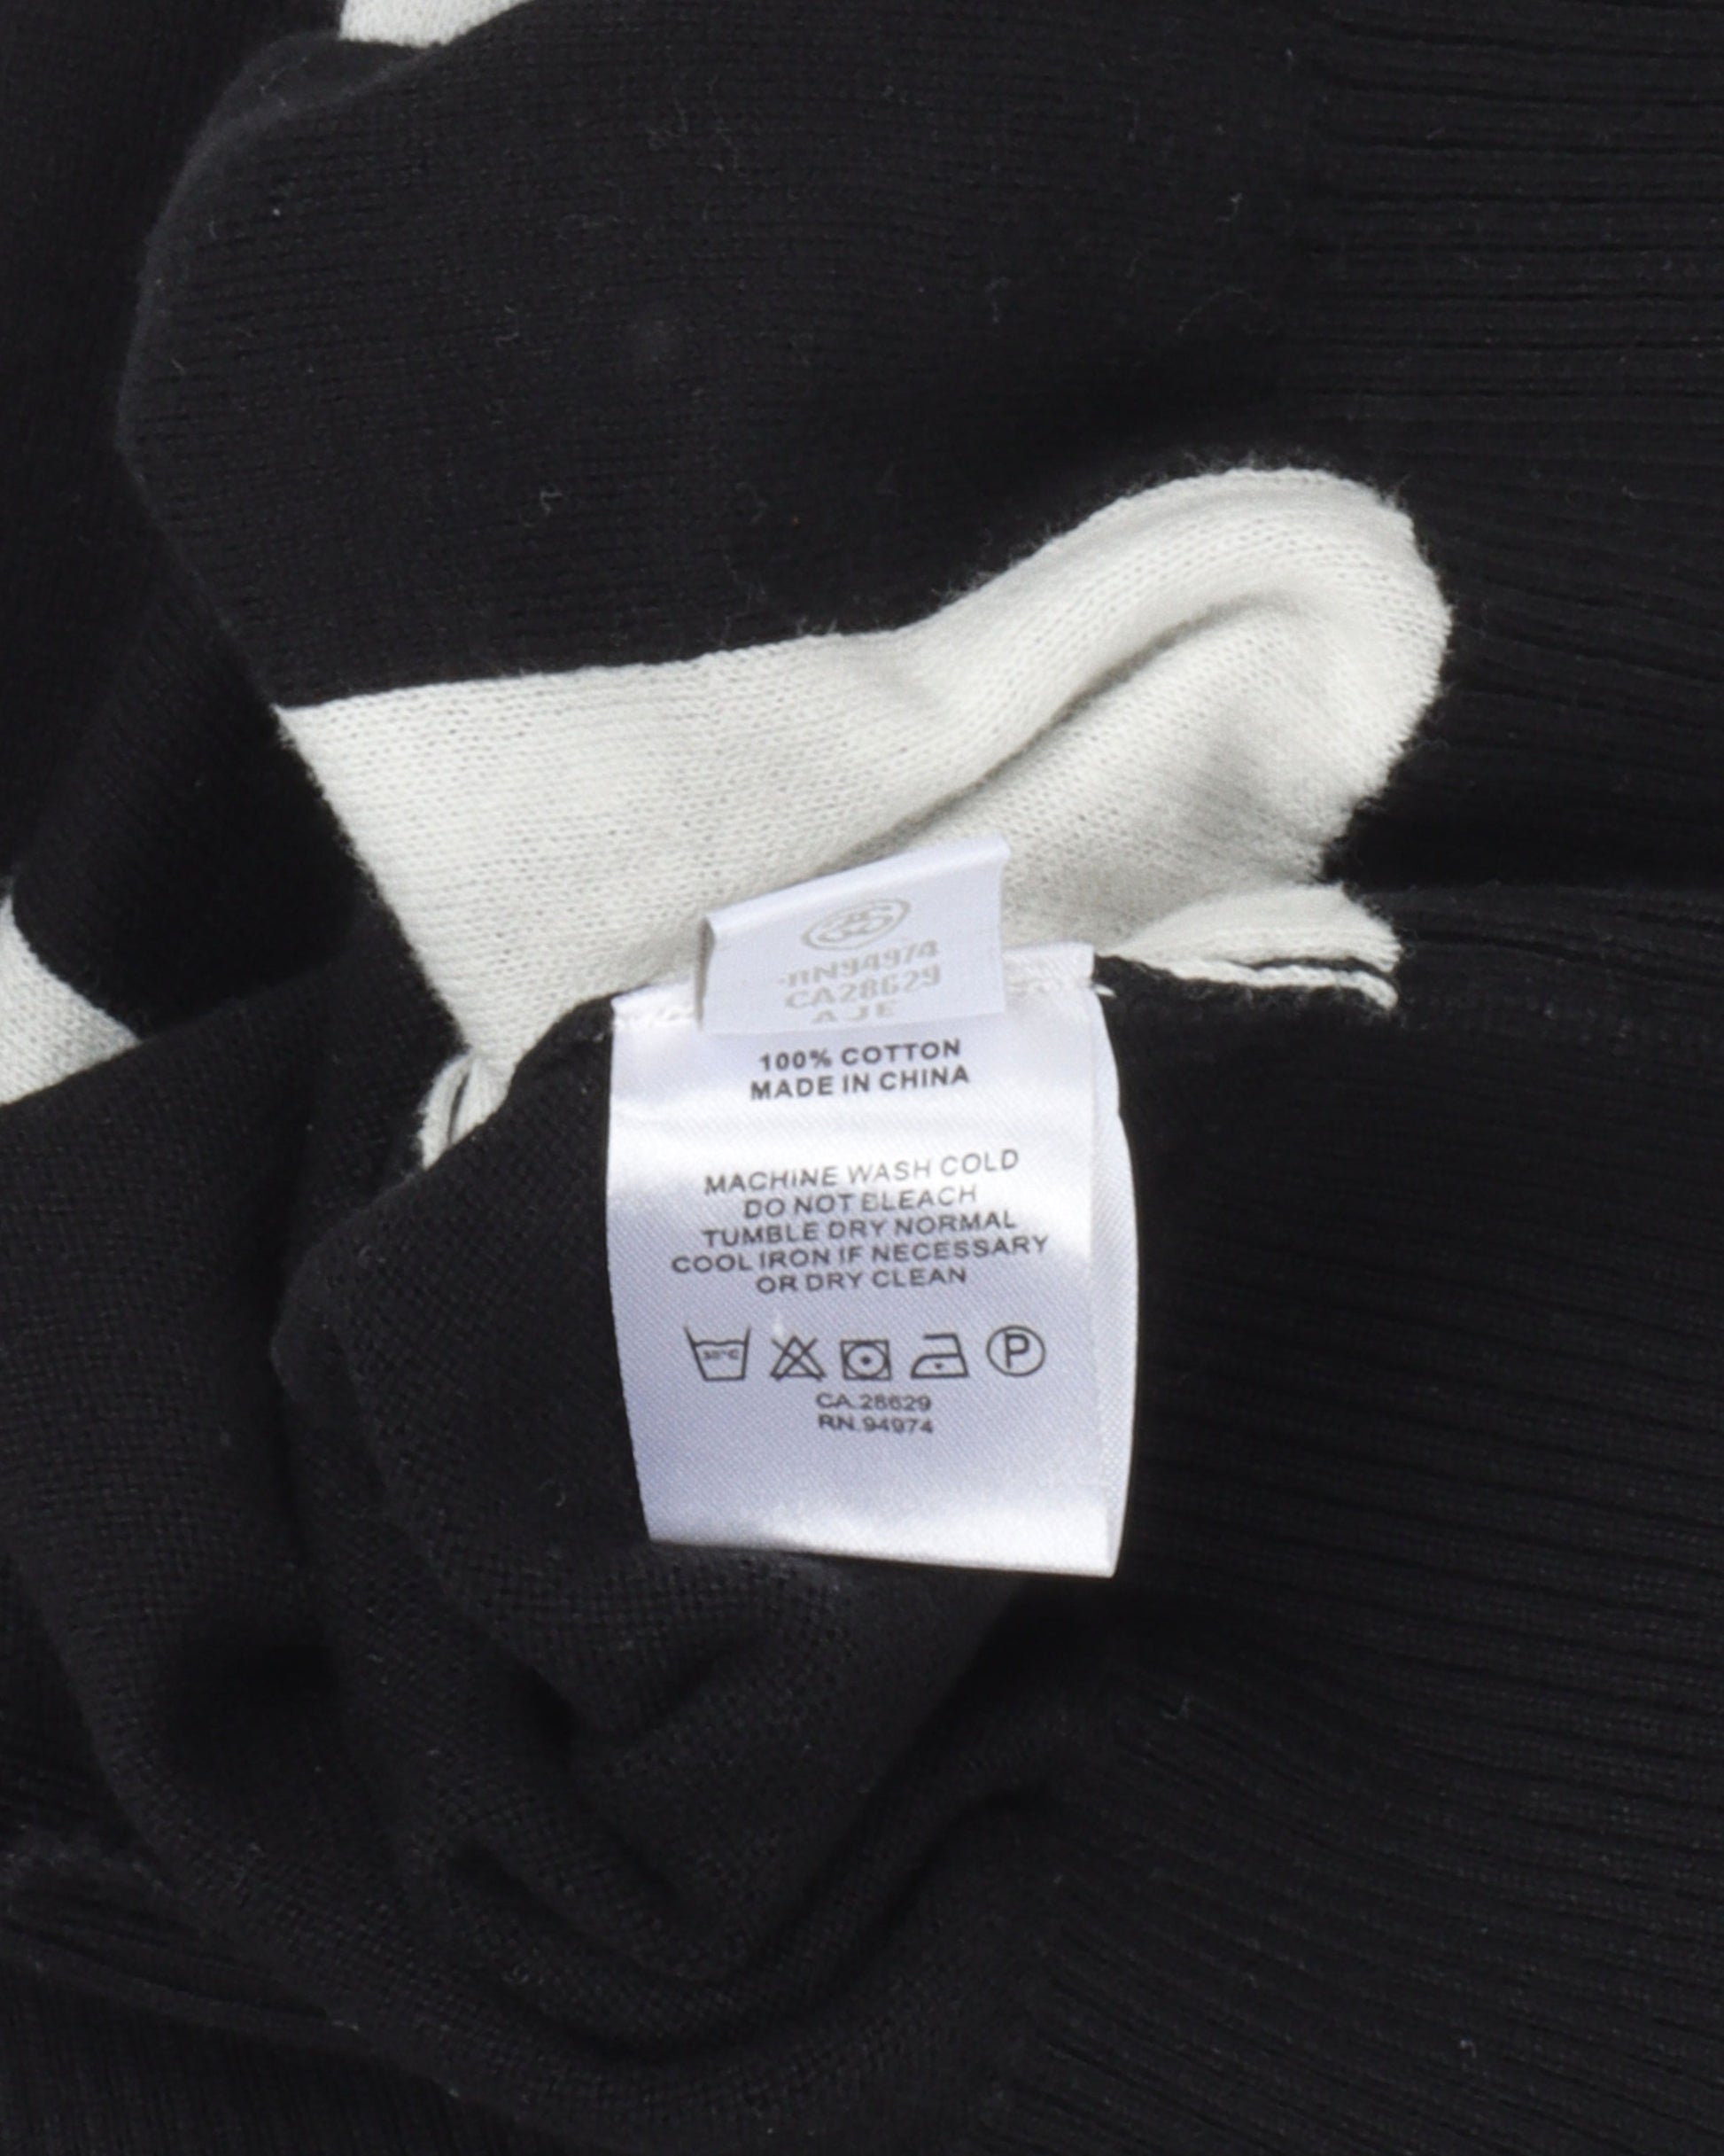 RN94974
CA28629
AJE
100% COTTON
MADE IN CHINA
MACHINE WASH COLD
DO NOT BLEACH
TUMBLE DRY NORMAL
COOL IRON IF NECESSARY
OR DRY CLEAN
30°C
P
CA.28629
RN.94974